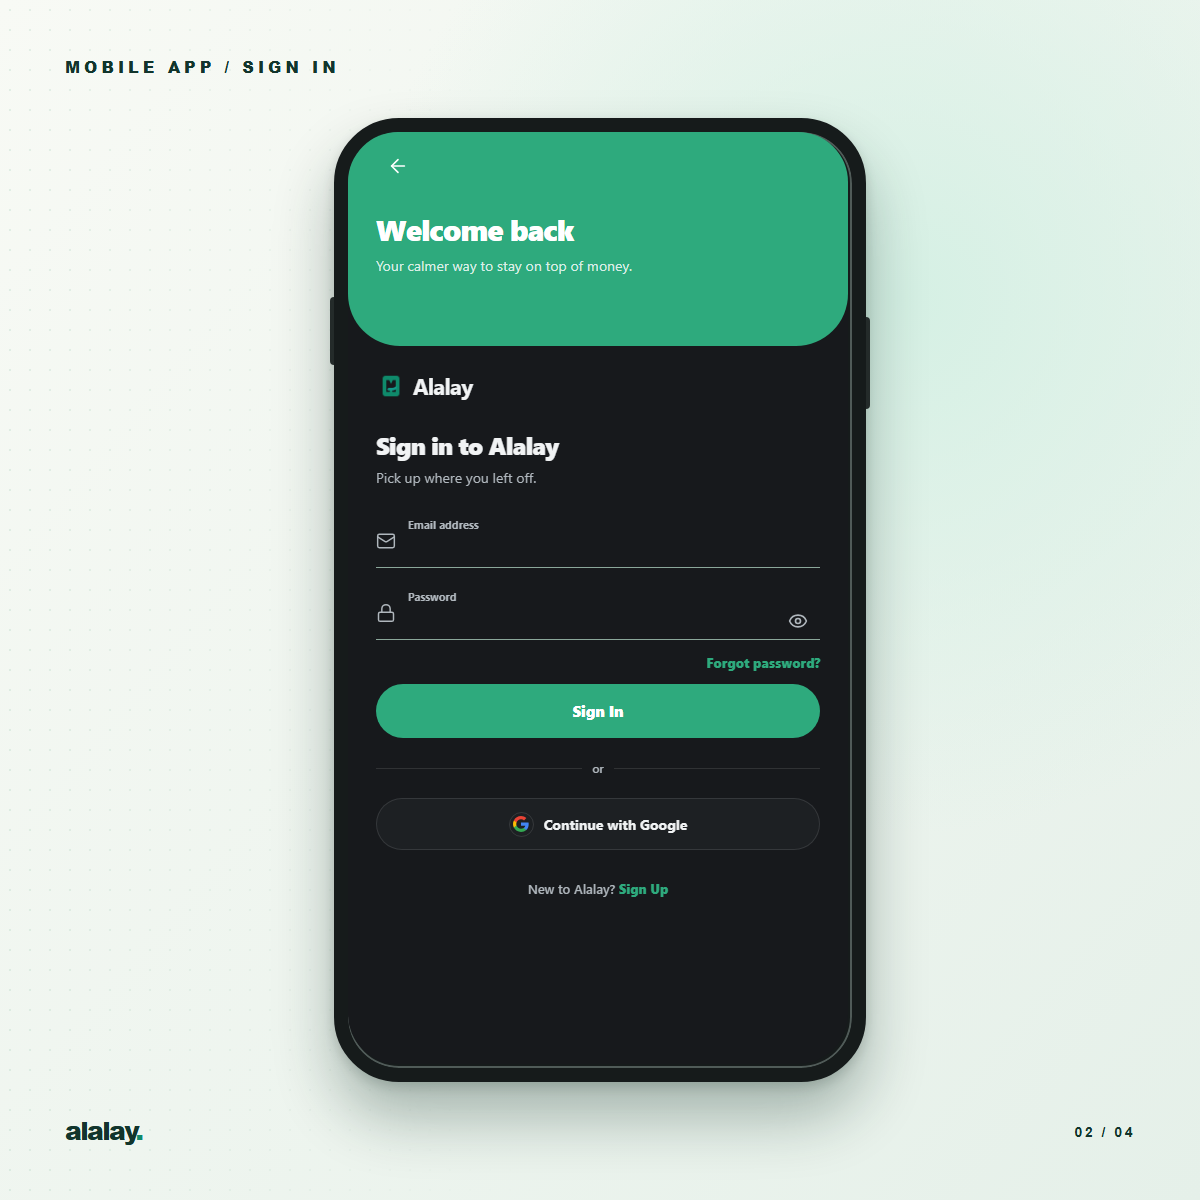 MOBILE APP / SIGN IN
Welcome back
Your calmer way to stay on top of money.
Alalay
Sign in to Alalay
Pick up where you left off.
Email address
Password
Forgot password?
Sign In
or
Continue with Google
New to Alalay? Sign Up
alalay.
02 / 04